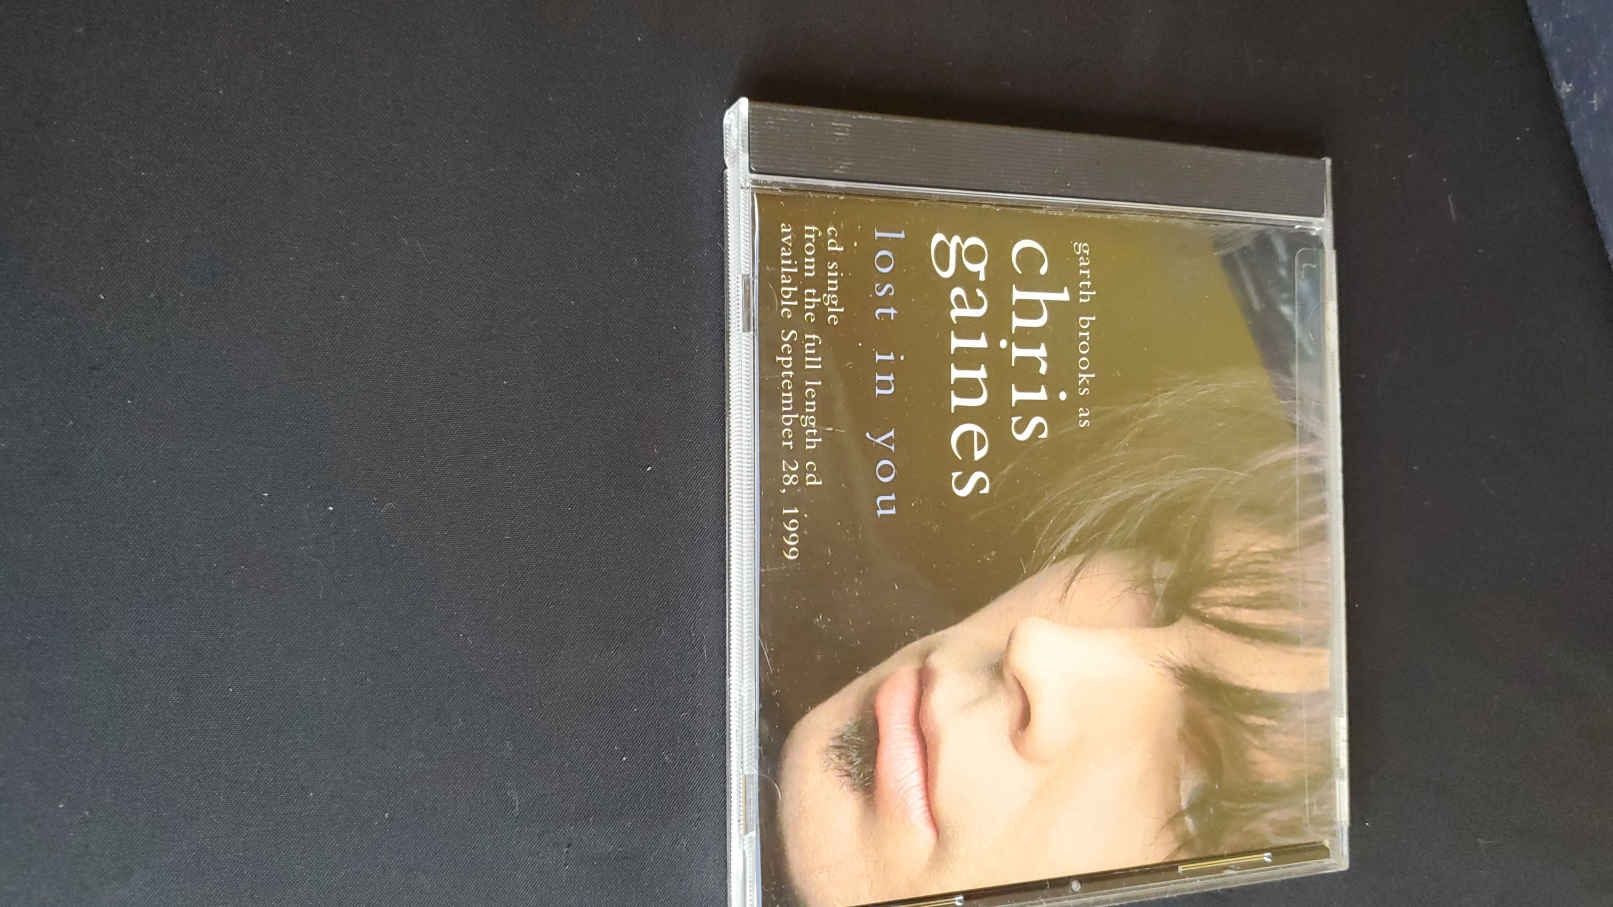 garth brooks as
chris
gaines
lost in you
cd single
from the full length cd
available September 28, 1999